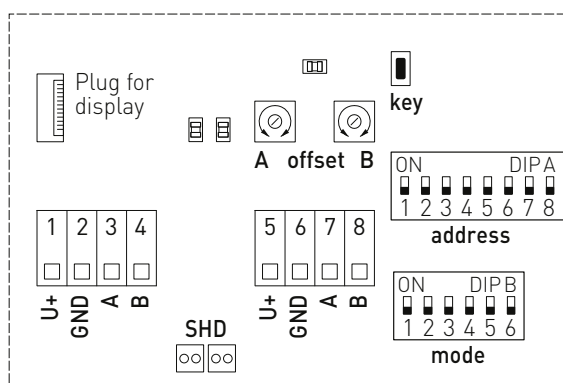 Plug for
display
key
A offset B
ON DIP A
1 2 3 4 5 6 7 8
address
1 2 3 4
U+ GND A B
5 6 7 8
U+ GND A B
SHD
ON DIP B
1 2 3 4 5 6
mode